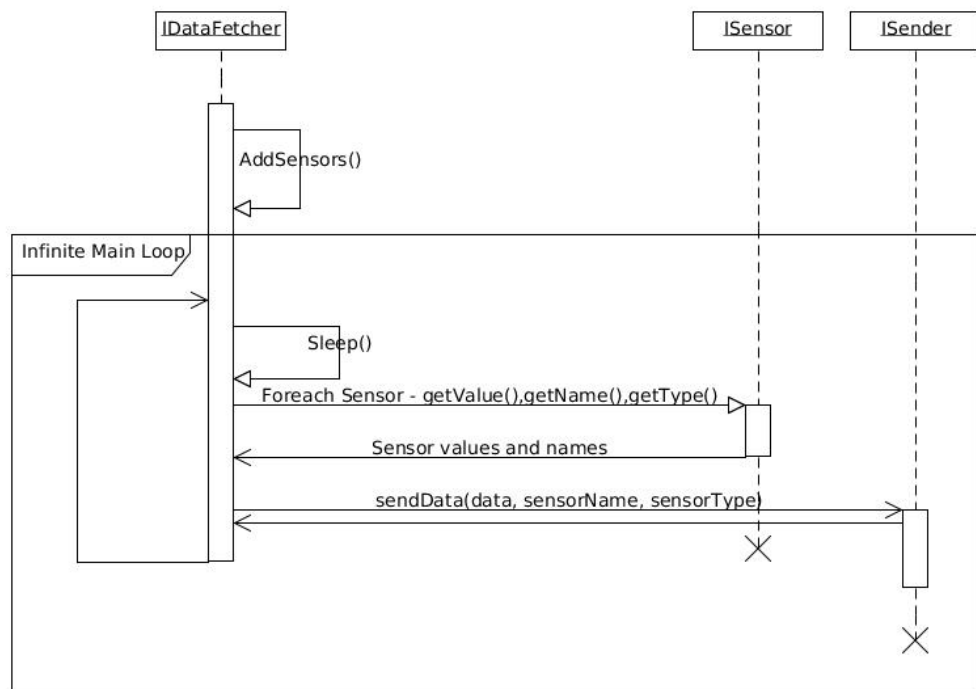 IDataFetcher
ISensor
ISender
AddSensors()
Infinite Main Loop
Sleep()
Foreach Sensor - getValue(),getName(),getType()
Sensor values and names
sendData(data, sensorName, sensorType)